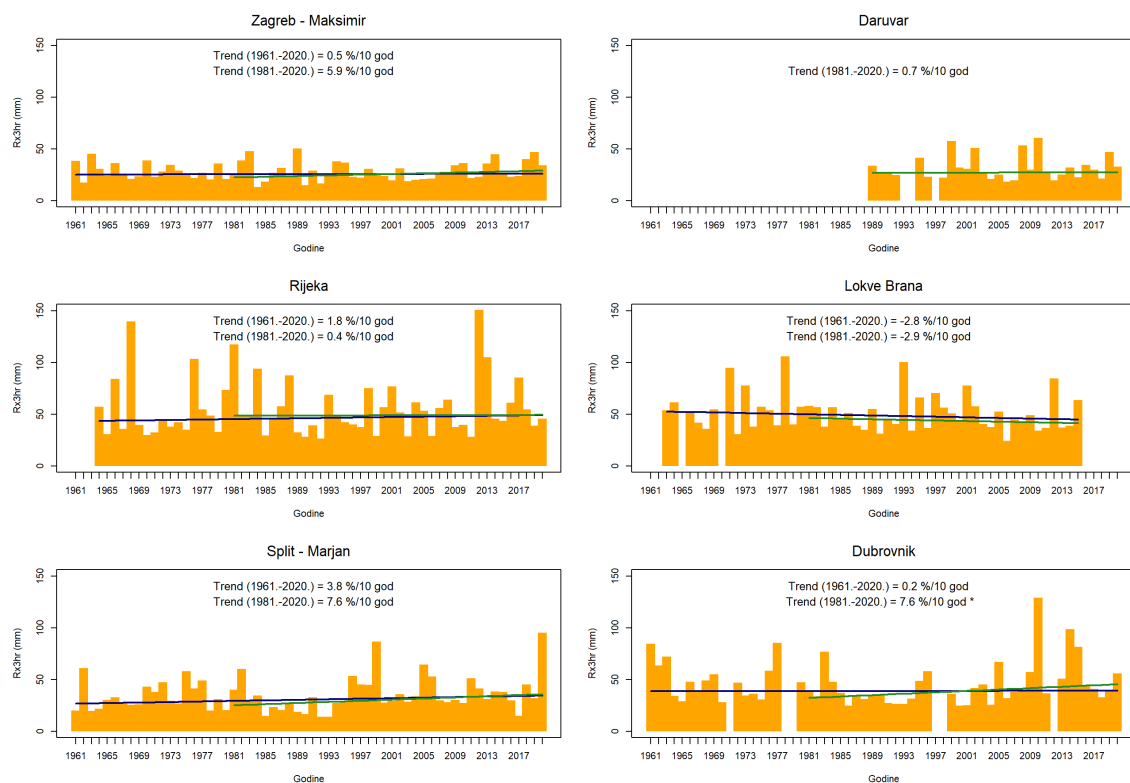 Zagreb - Maksimir
Trend (1961.-2020.) = 0.5 %/10 god
Trend (1981.-2020.) = 5.9 %/10 god
Rx3hr (mm)
150
100
50
0
1961 1965 1969 1973 1977 1981 1985 1989 1993 1997 2001 2005 2009 2013 2017
Godine
Daruvar
Trend (1981.-2020.) = 0.7 %/10 god
Rx3hr (mm)
150
100
50
0
1961 1965 1969 1973 1977 1981 1985 1989 1993 1997 2001 2005 2009 2013 2017
Godine
Rijeka
Trend (1961.-2020.) = 1.8 %/10 god
Trend (1981.-2020.) = 0.4 %/10 god
Rx3hr (mm)
150
100
50
0
1961 1965 1969 1973 1977 1981 1985 1989 1993 1997 2001 2005 2009 2013 2017
Godine
Lokve Brana
Trend (1961.-2020.) = -2.8 %/10 god
Trend (1981.-2020.) = -2.9 %/10 god
Rx3hr (mm)
150
100
50
0
1961 1965 1969 1973 1977 1981 1985 1989 1993 1997 2001 2005 2009 2013 2017
Godine
Split - Marjan
Trend (1961.-2020.) = 3.8 %/10 god
Trend (1981.-2020.) = 7.6 %/10 god
Rx3hr (mm)
150
100
50
0
1961 1965 1969 1973 1977 1981 1985 1989 1993 1997 2001 2005 2009 2013 2017
Godine
Dubrovnik
Trend (1961.-2020.) = 0.2 %/10 god
Trend (1981.-2020.) = 7.6 %/10 god *
Rx3hr (mm)
150
100
50
0
1961 1965 1969 1973 1977 1981 1985 1989 1993 1997 2001 2005 2009 2013 2017
Godine